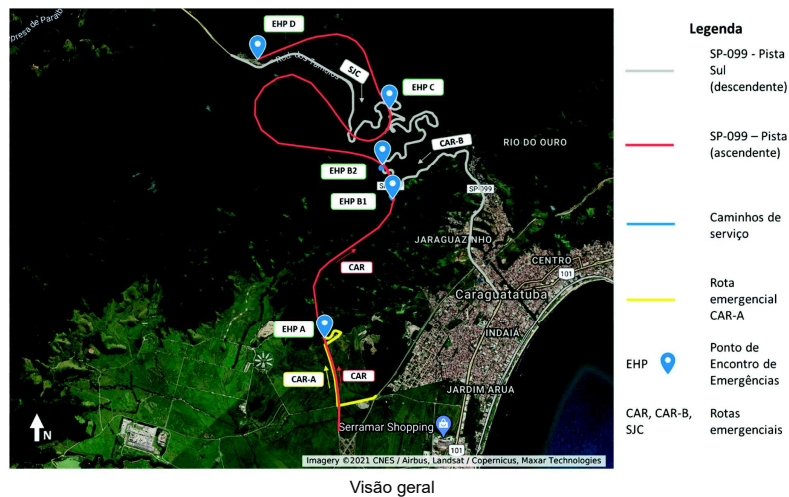 Presa de Paraib
EHP D
Rod. dos Tamoios
SJC
EHP C
RIO DO OURO
CAR-B
EHP B2
EHP B1
SP-099
JARAGUAZINHO
CENTRO
CAR
101
Caraguatatuba
INDAIÁ
EHP A
CAR-A
CAR
JARDIM ARUA
Serramar Shopping
101
N
Imagery ©2021 CNES / Airbus, Landsat / Copernicus, Maxar Technologies
Legenda
SP-099 - Pista
Sul
(descendente)
SP-099 – Pista
(ascendente)
Caminhos de
serviço
Rota
emergencial
CAR-A
EHP
Ponto de
Encontro de
Emergências
CAR, CAR-B,
SJC
Rotas
emergenciais
Visão geral